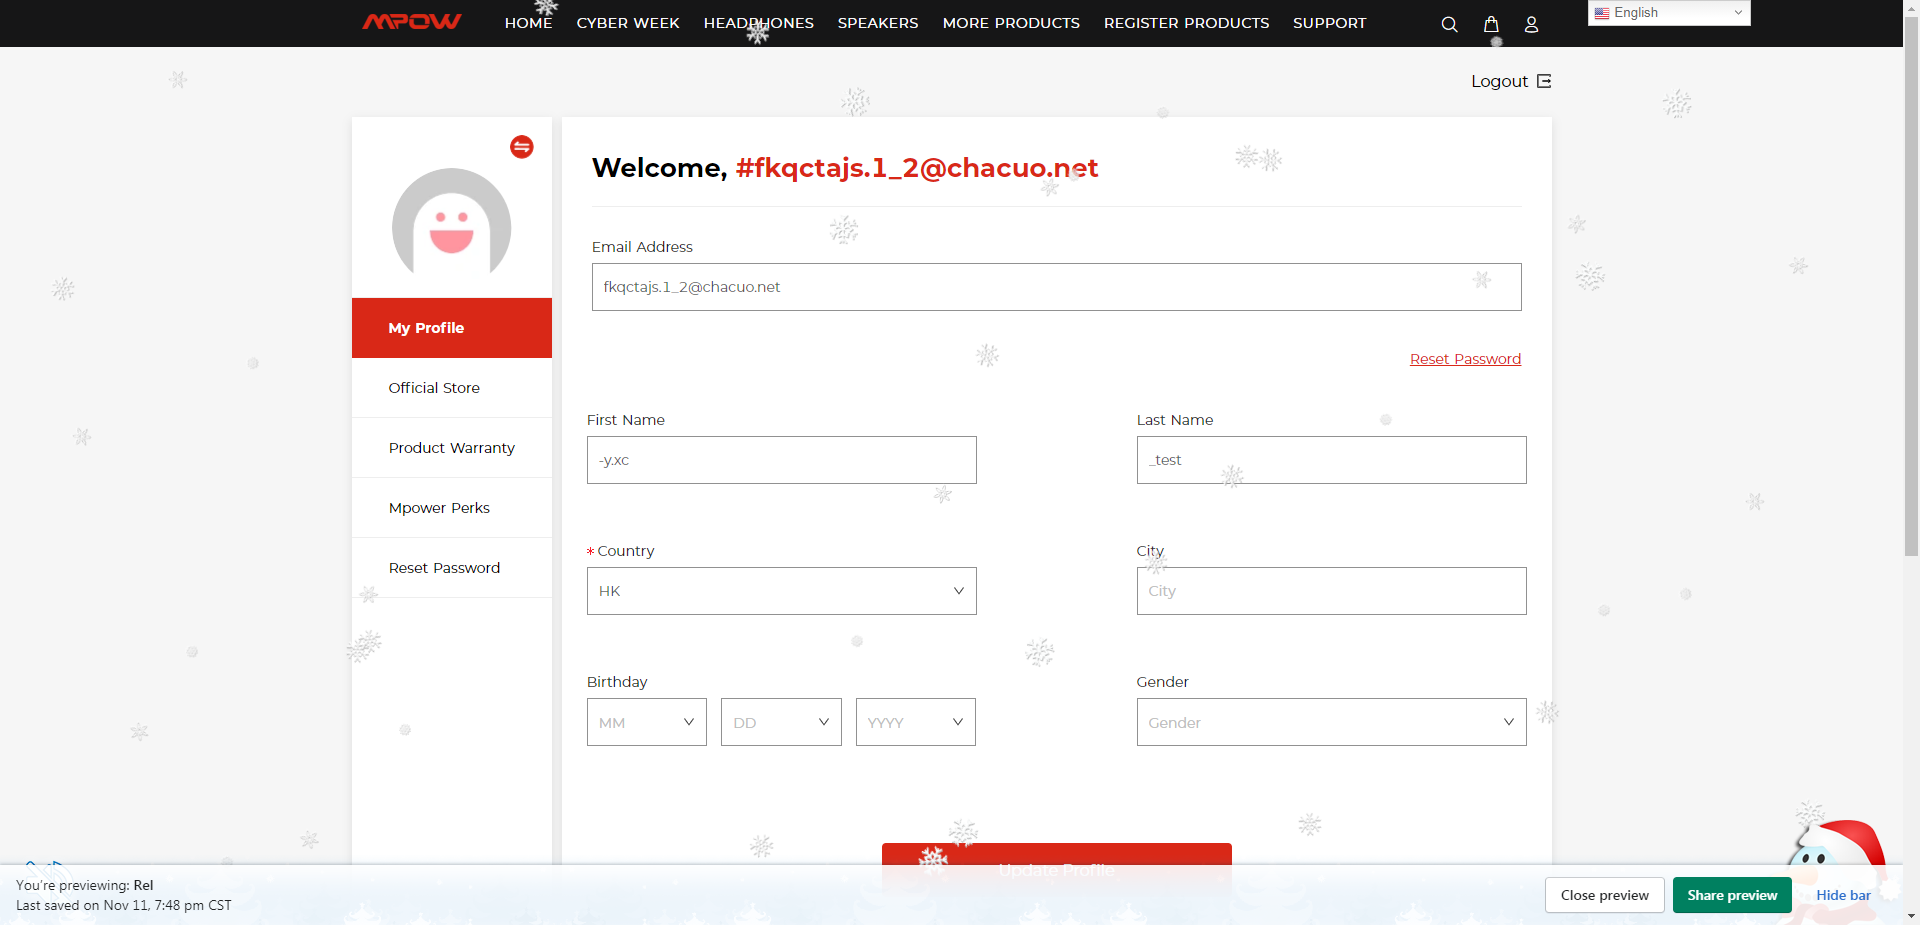 MPOW
HOME
CYBER WEEK
HEADPHONES
SPEAKERS
MORE PRODUCTS
REGISTER PRODUCTS
SUPPORT
English
Logout
Welcome, #fkqctajs.1_2@chacuo.net
Email Address
fkqctajs.1_2@chacuo.net
Reset Password
My Profile
Official Store
Product Warranty
Mpower Perks
Reset Password
First Name
Last Name
-y.xc
_test
* Country
City
HK
City
Birthday
Gender
MM
DD
YYYY
Gender
Update Profile
You're previewing: Rel
Last saved on Nov 11, 7:48 pm CST
Close preview
Share preview
Hide bar